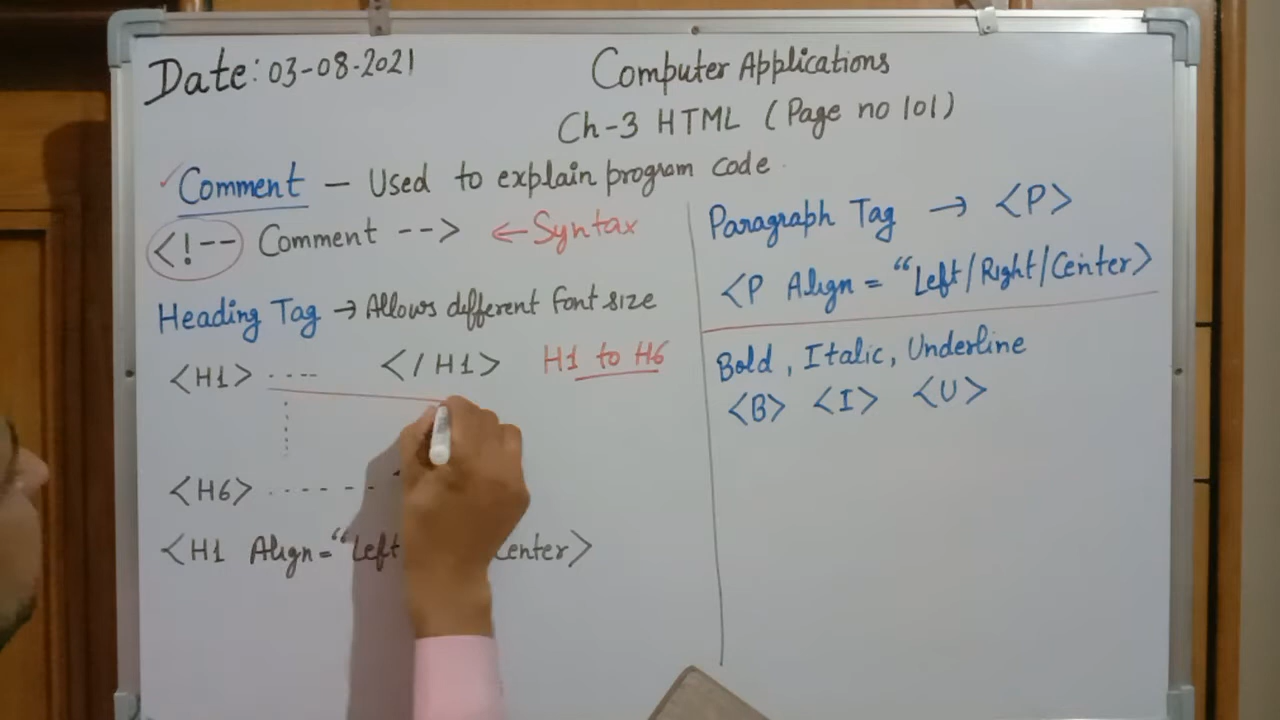 Date: 03-08-2021
Computer Applications
Ch-3 HTML (Page no 101)
Comment — Used to explain program code.
<!-- Comment --> ← Syntax
Heading Tag → Allows different font size
<H1> ---- </H1> H1 to H6
<H6> ------
<H1 Align="Left Center>
Paragraph Tag → <P>
<P Align = "Left/Right/Center>
Bold, Italic, Underline
<B> <I> <U>